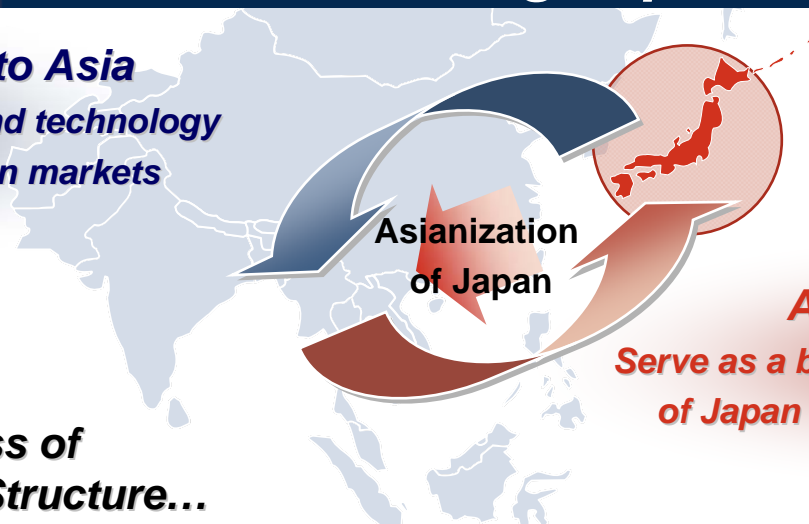 to Asia
nd technology
n markets
Asianization
of Japan
A
Serve as a b
of Japan
ss of
Structure…